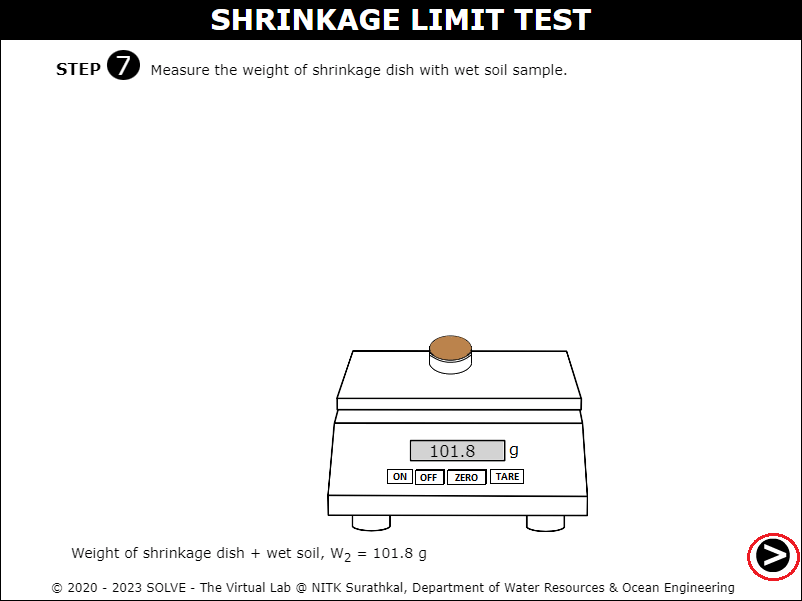 SHRINKAGE LIMIT TEST
STEP 7 Measure the weight of shrinkage dish with wet soil sample.
101.8 g
ON OFF ZERO TARE
Weight of shrinkage dish + wet soil, W2 = 101.8 g
>
© 2020 - 2023 SOLVE - The Virtual Lab @ NITK Surathkal, Department of Water Resources & Ocean Engineering